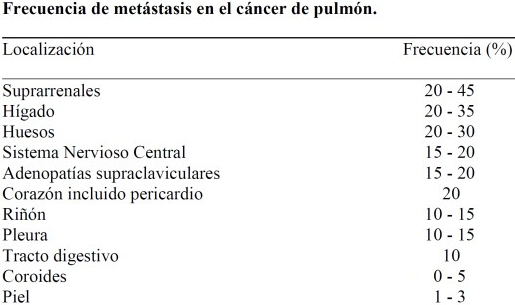 Frecuencia de metástasis en el cáncer de pulmón.
Localización Frecuencia (%)
Suprarrenales 20 - 45
Hígado 20 - 35
Huesos 20 - 30
Sistema Nervioso Central 15 - 20
Adenopatías supraclaviculares 15 - 20
Corazón incluido pericardio 20
Riñón 10 - 15
Pleura 10 - 15
Tracto digestivo 10
Coroides 0 - 5
Piel 1 - 3